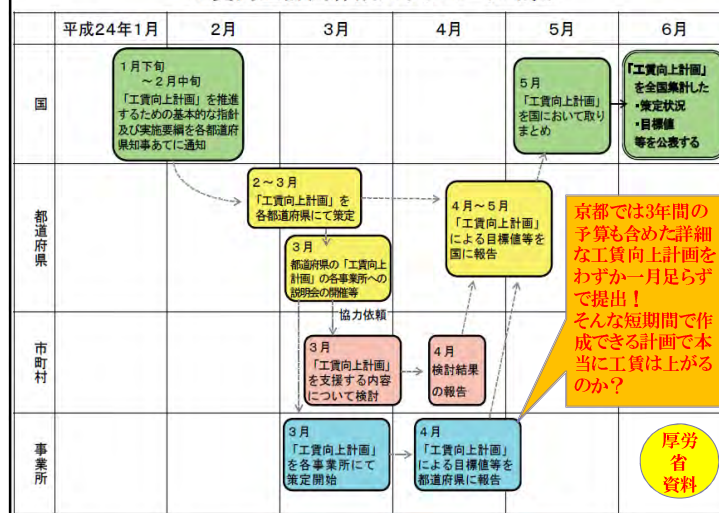 平成24年1月
2月
3月
4月
5月
6月
国
1月下旬
～2月中旬
「工賃向上計画」を推進
するための基本的な指針
及び実施要綱を各都道府
県知事あてに通知
5月
「工賃向上計画」
を国において取り
まとめ
「工賃向上計画」
を全国集計した
・策定状況
・目標値
等を公表する
都道府県
2～3月
「工賃向上計画」を
各都道府県にて策定
3月
都道府県の「工賃向上
計画」の各事業所への
説明会の開催等
4月～5月
「工賃向上計画」
による目標値等を
国に報告
京都では3年間の
予算も含めた詳細
な工賃向上計画を
わずか一月足らず
で提出！
そんな短期間で作
成できる計画で本
当に工賃は上がる
のか？
協力依頼
市町村
3月
「工賃向上計画」
を支援する内容
について検討
4月
検討結果
の報告
事業所
3月
「工賃向上計画」
を各事業所にて
策定開始
4月
「工賃向上計画」
による目標値等を
都道府県に報告
厚労
省
資料